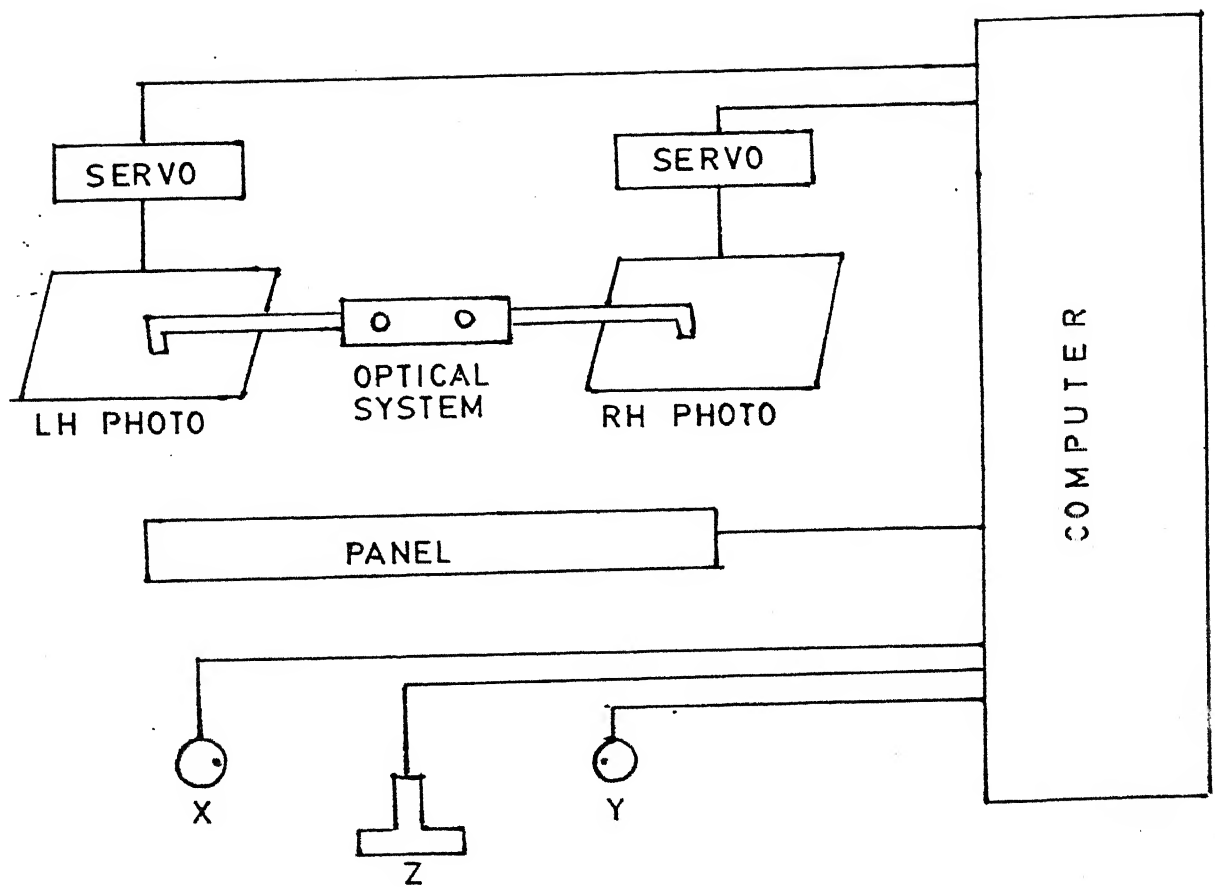 SERVO
SERVO
LH PHOTO
OPTICAL
SYSTEM
RH PHOTO
COMPUTER
PANEL
X
Y
Z